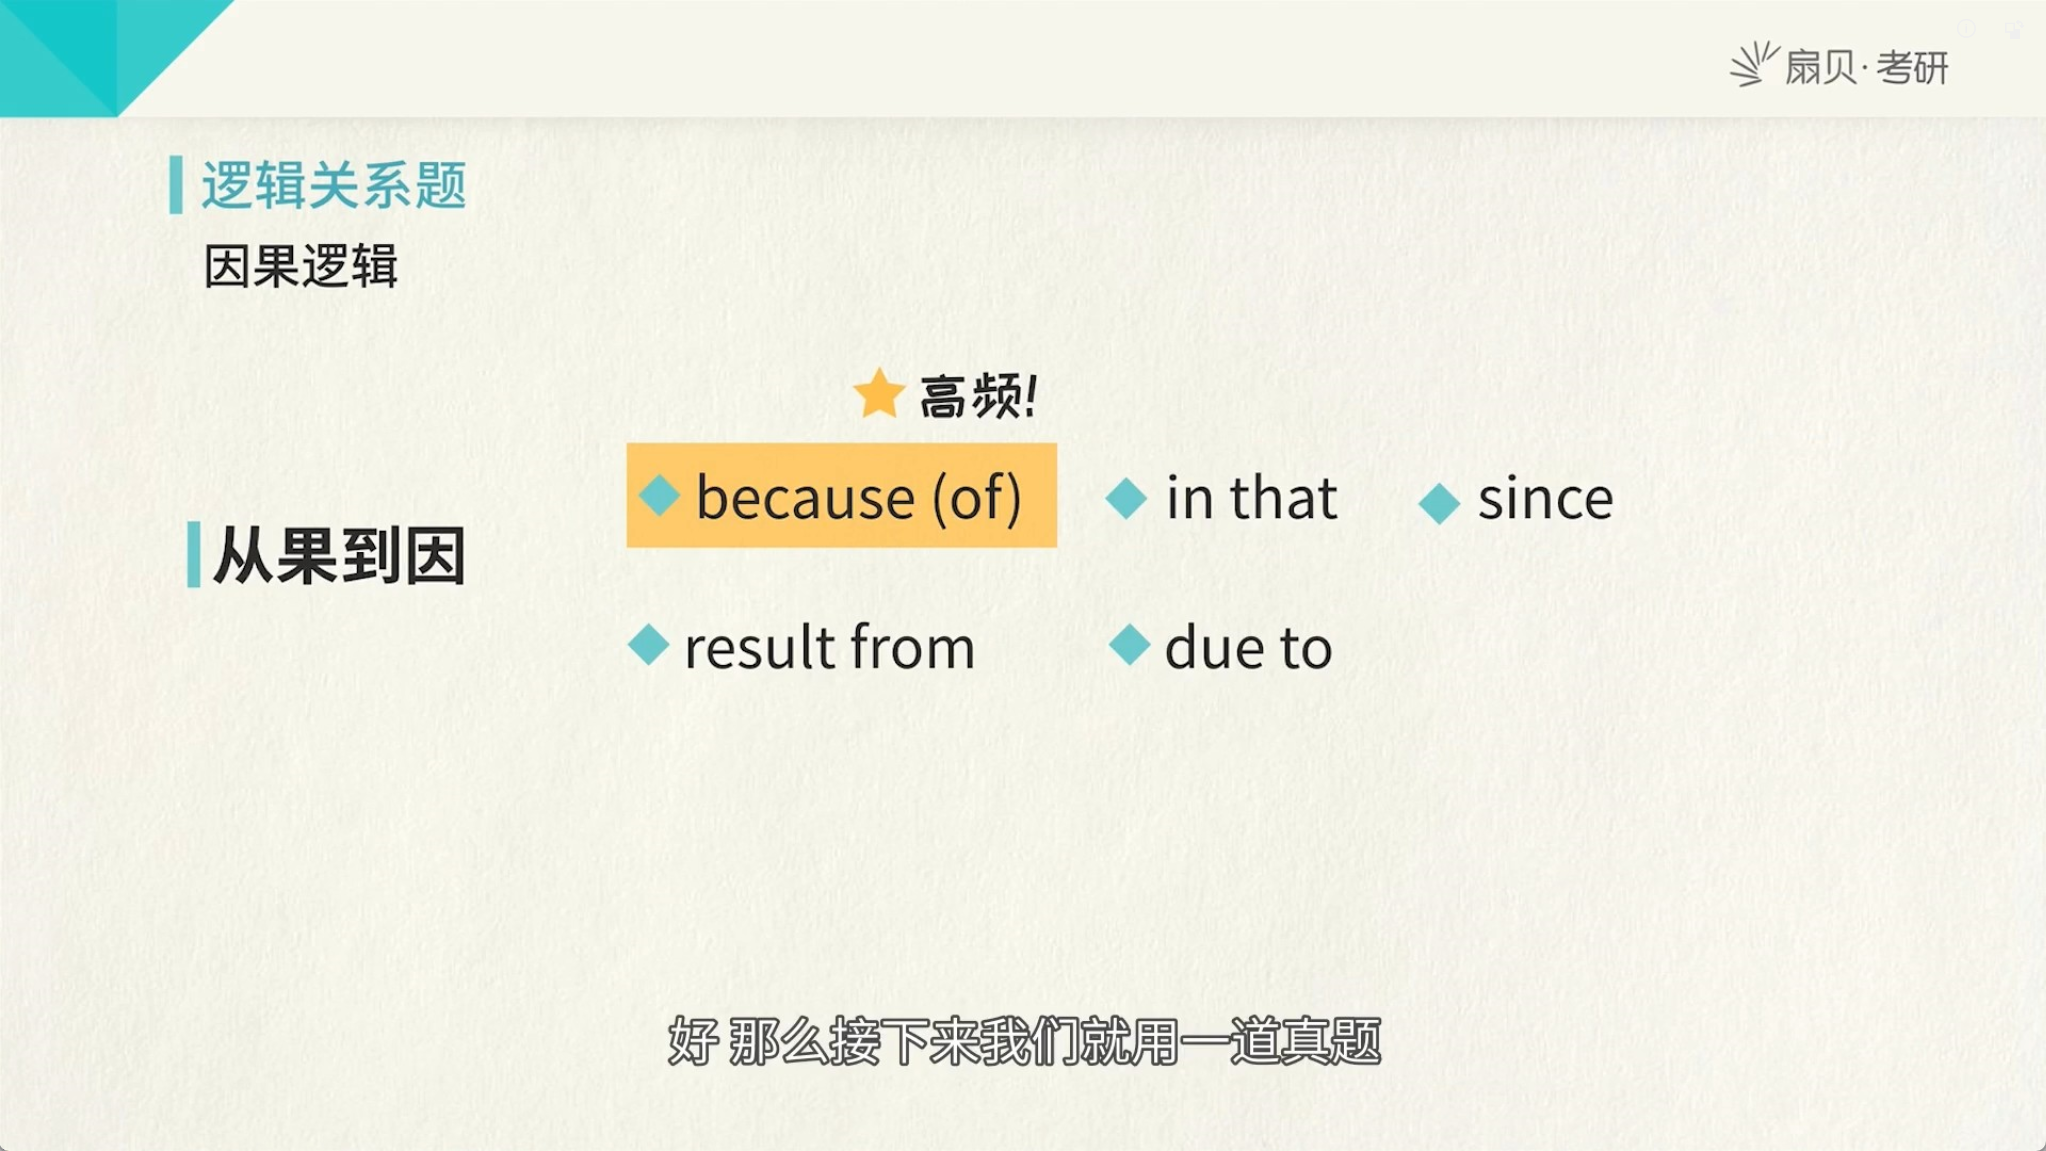 扇贝·考研
逻辑关系题
因果逻辑
高频!
because (of)
in that
since
从果到因
result from
due to
好 那么接下来我们就用一道真题